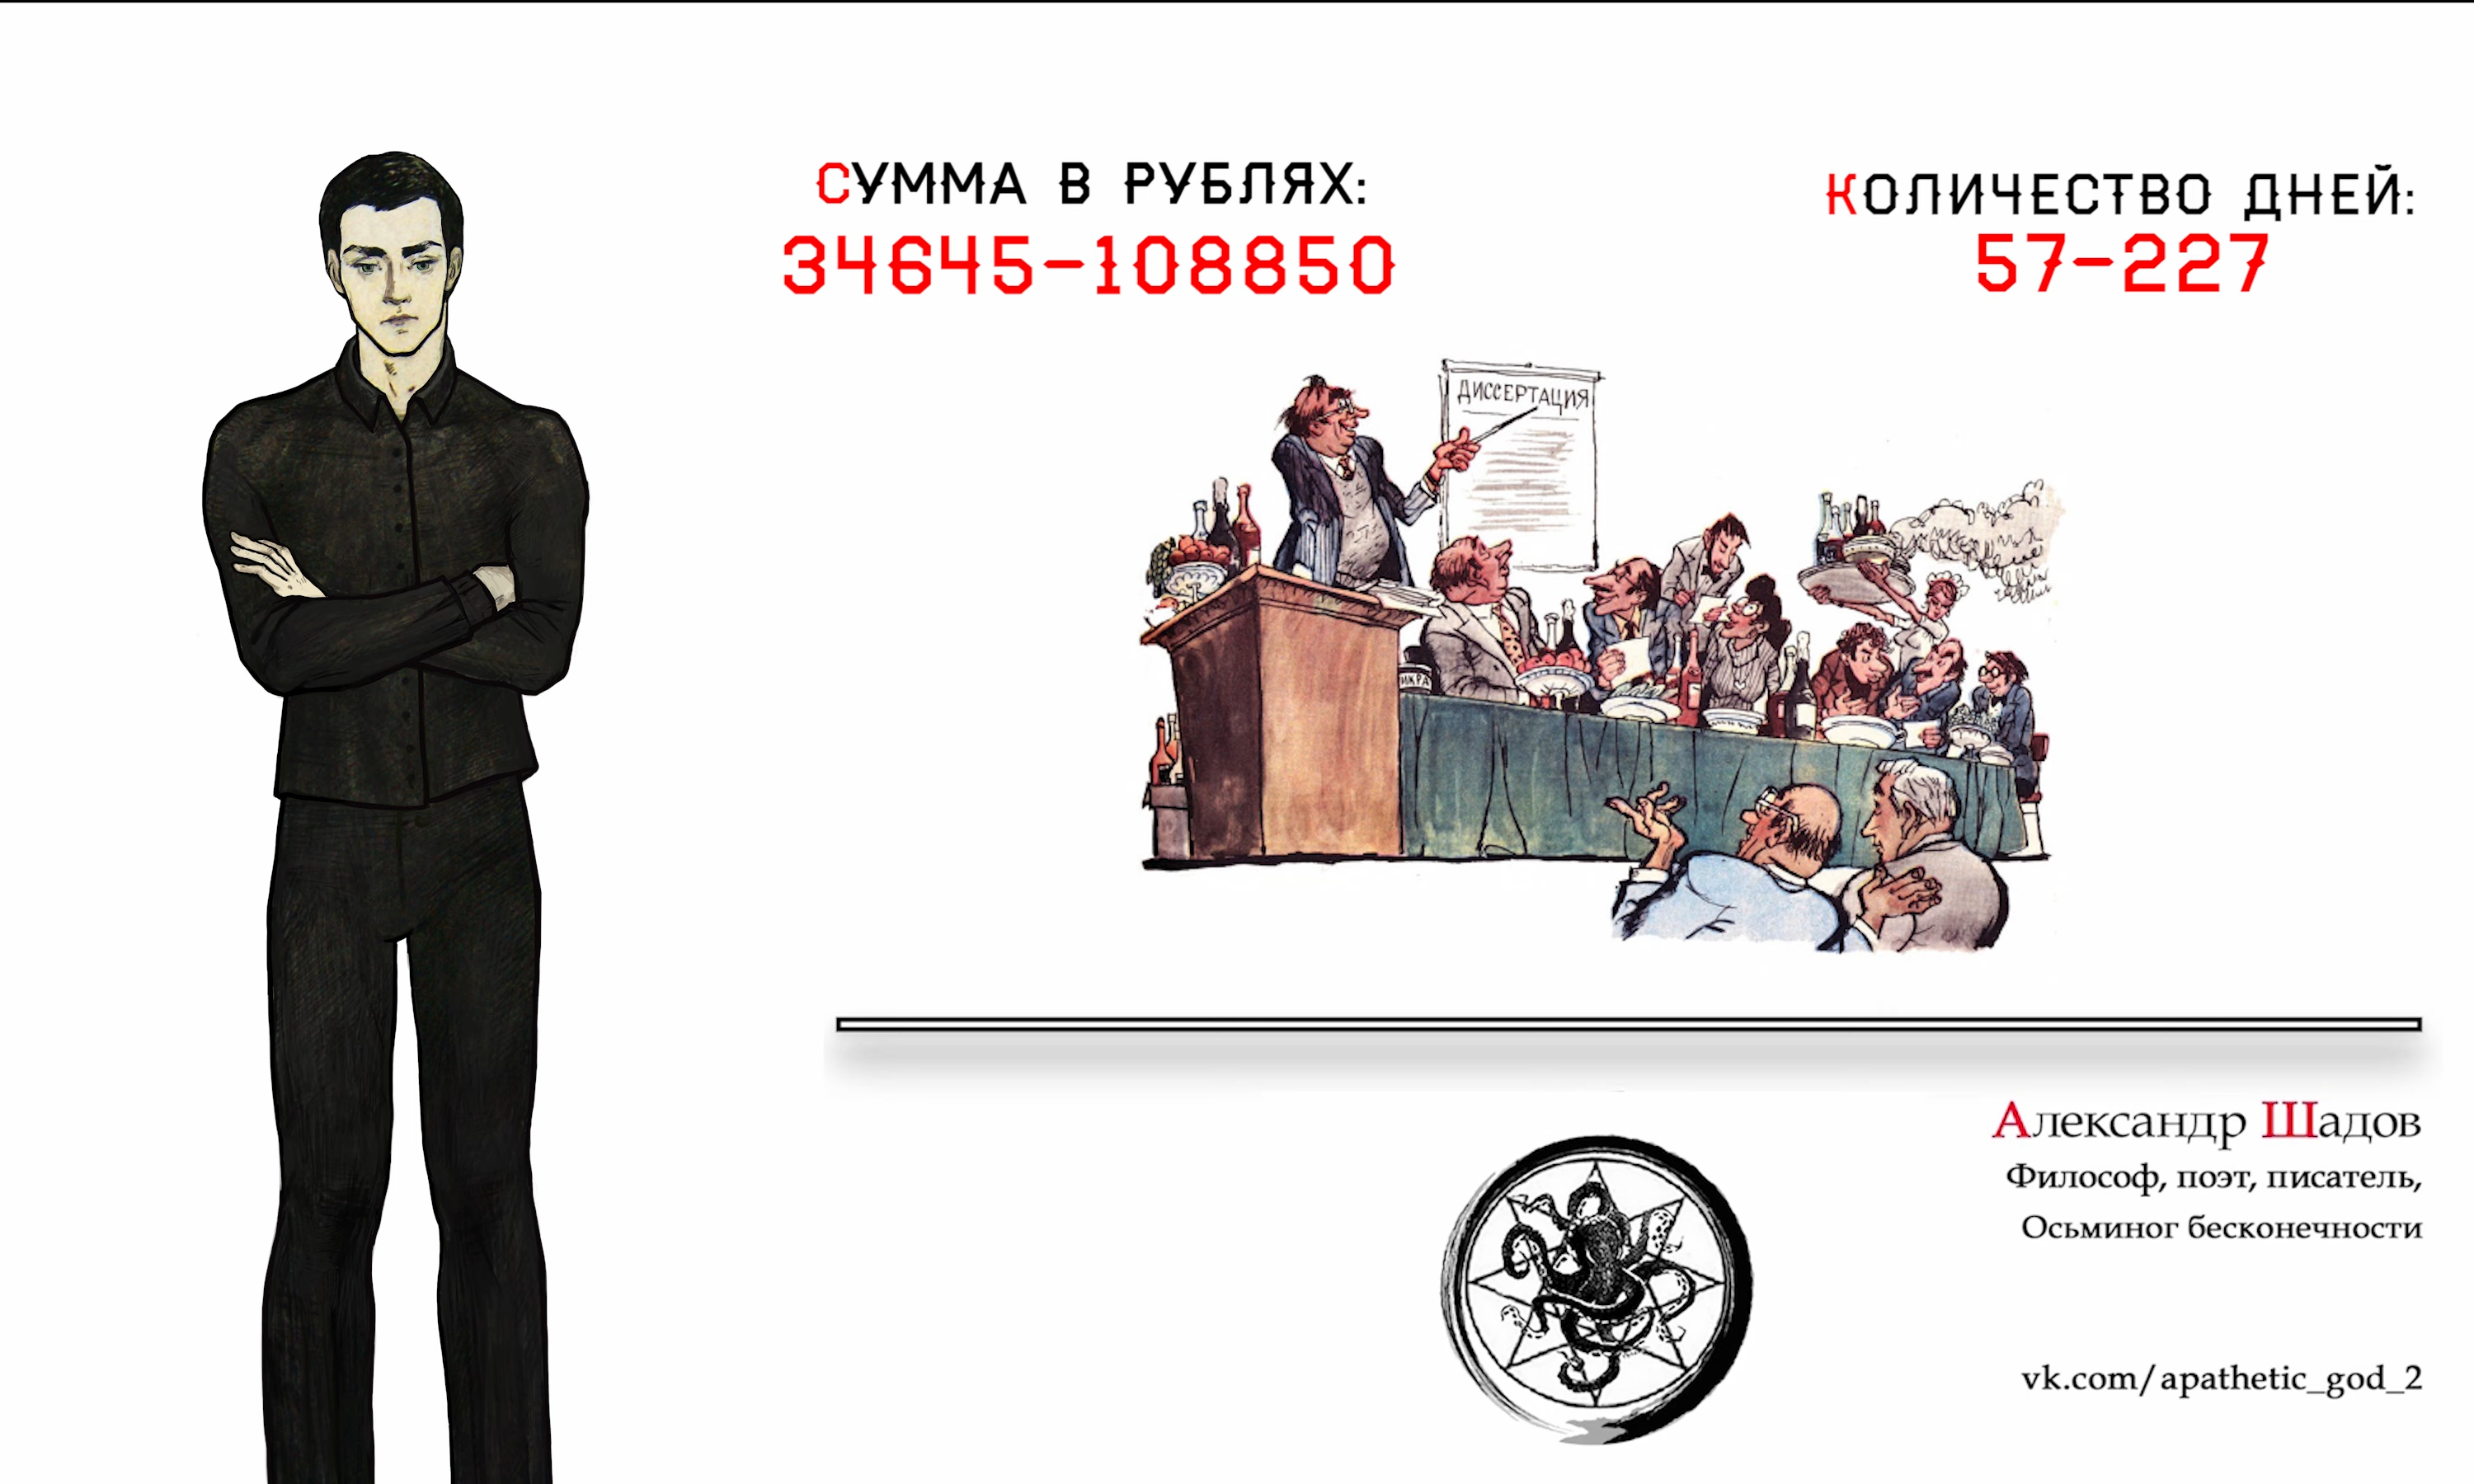 СУММА В РУБЛЯХ:
34645-108850
КОЛИЧЕСТВО ДНЕЙ:
57-227
ДИССЕРТАЦИЯ
ИКРА
Александр Шадов
Философ, поэт, писатель,
Осьминог бесконечности
vk.com/apathetic_god_2